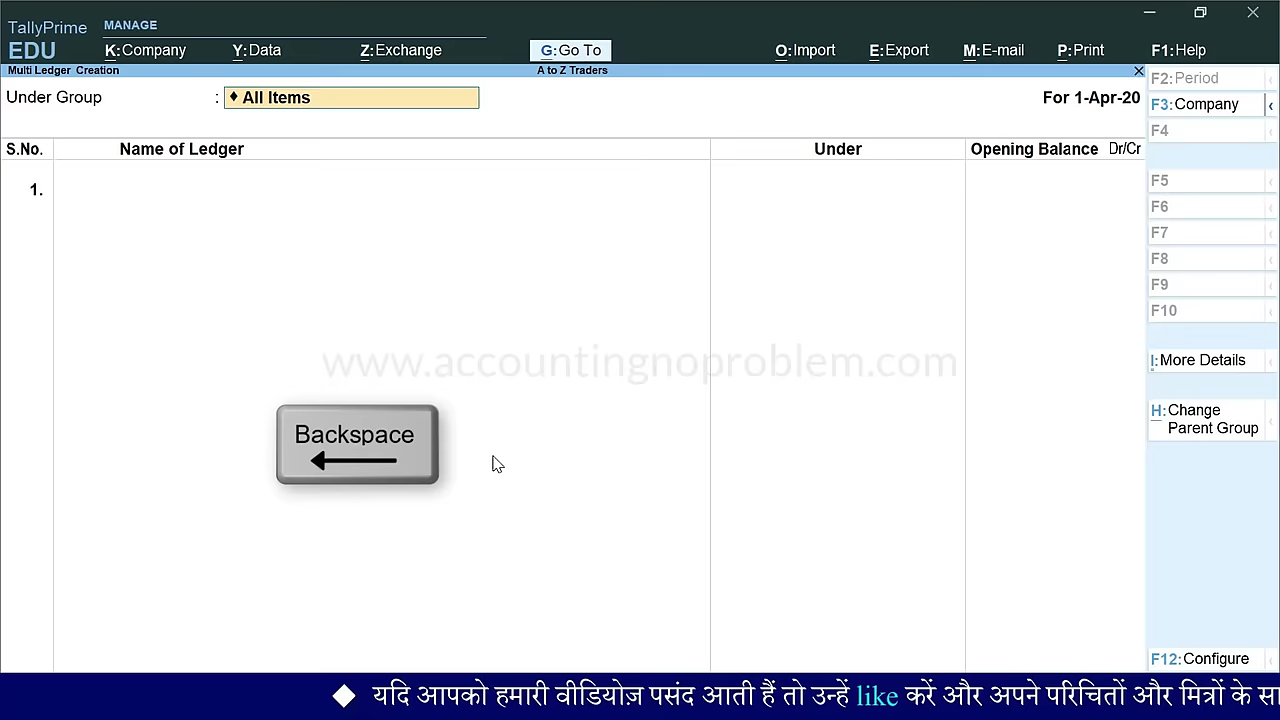 TallyPrime
EDU
MANAGE
K:Company Y:Data Z:Exchange G:Go To O:Import E:Export M:E-mail P:Print F1:Help
Multi Ledger Creation A to Z Traders
Under Group : ♦ All Items For 1-Apr-20
S.No. Name of Ledger Under Opening Balance Dr/Cr
1.
www.accountingnoproblem.com
Backspace
F2:Period
F3:Company
F4
F5
F6
F7
F8
F9
F10
I:More Details
H:Change
Parent Group
F12:Configure
यदि आपको हमारी वीडियोज़ पसंद आती हैं तो उन्हें like करें और अपने परिचितों और मित्रों के सा